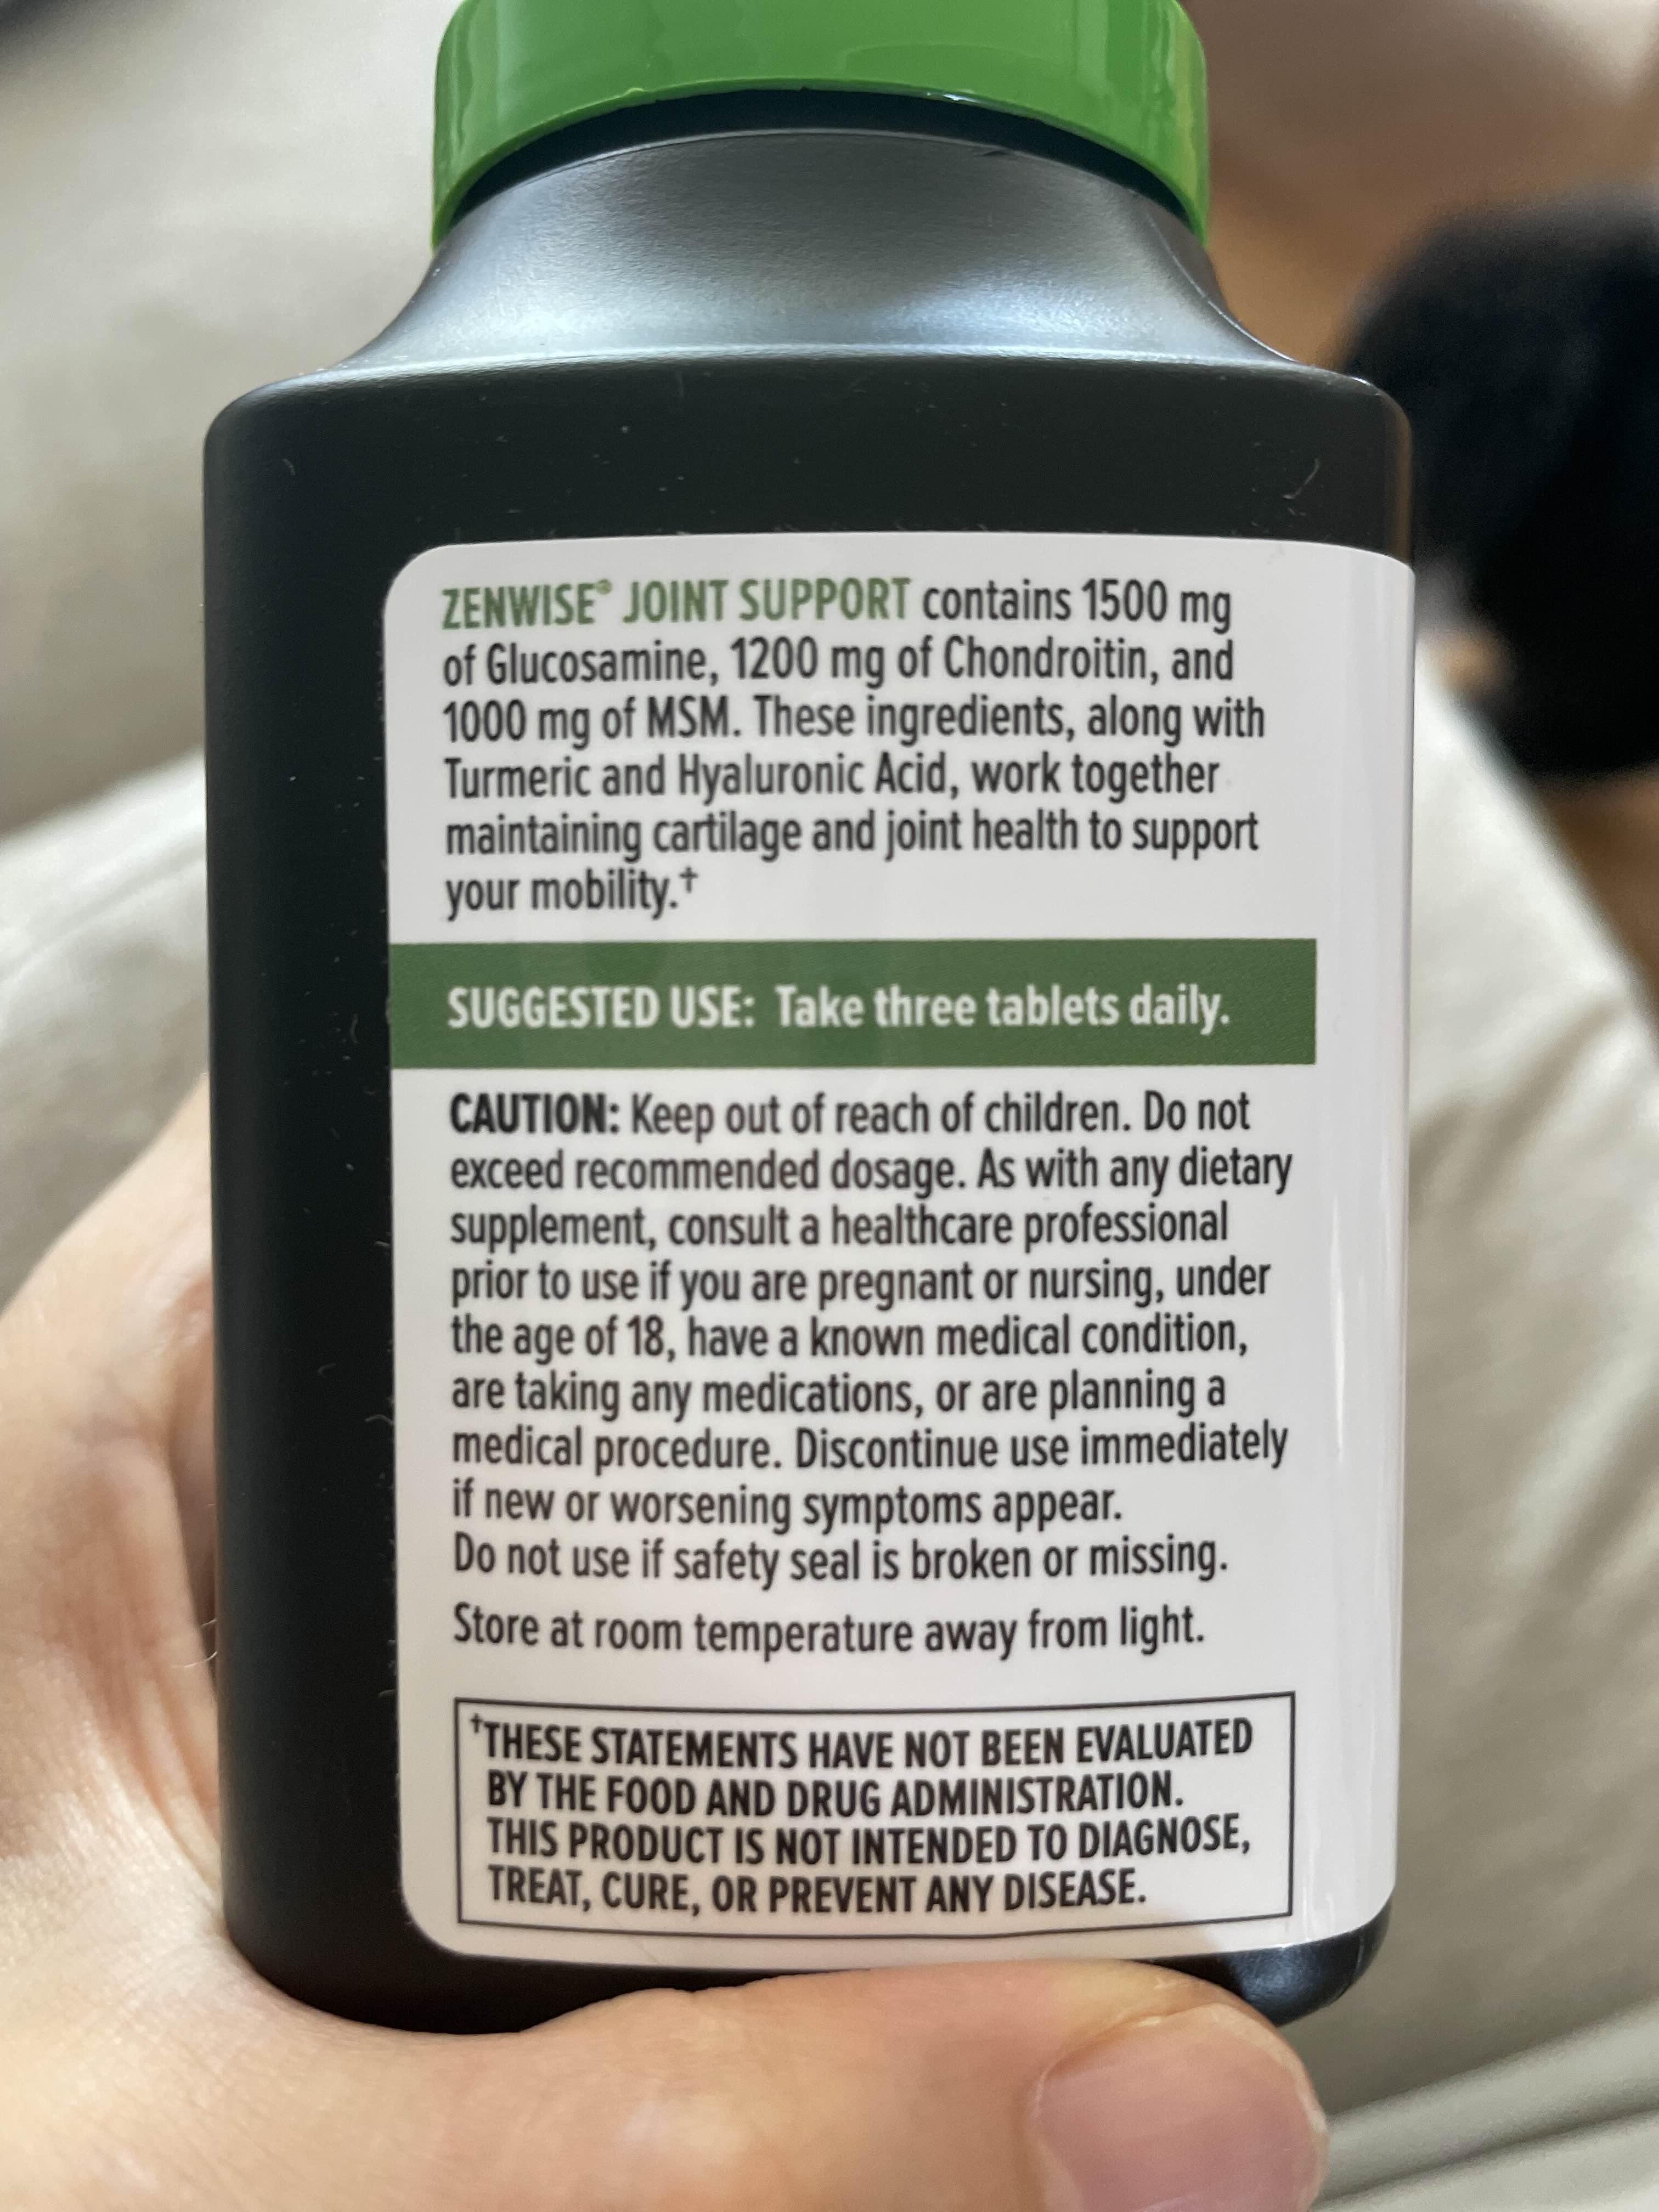 ZENWISE® JOINT SUPPORT contains 1500 mg
of Glucosamine, 1200 mg of Chondroitin, and
1000 mg of MSM. These ingredients, along with
Turmeric and Hyaluronic Acid, work together
maintaining cartilage and joint health to support
your mobility.†
SUGGESTED USE: Take three tablets daily.
CAUTION: Keep out of reach of children. Do not
exceed recommended dosage. As with any dietary
supplement, consult a healthcare professional
prior to use if you are pregnant or nursing, under
the age of 18, have a known medical condition,
are taking any medications, or are planning a
medical procedure. Discontinue use immediately
if new or worsening symptoms appear.
Do not use if safety seal is broken or missing.
Store at room temperature away from light.
†THESE STATEMENTS HAVE NOT BEEN EVALUATED
BY THE FOOD AND DRUG ADMINISTRATION.
THIS PRODUCT IS NOT INTENDED TO DIAGNOSE,
TREAT, CURE, OR PREVENT ANY DISEASE.